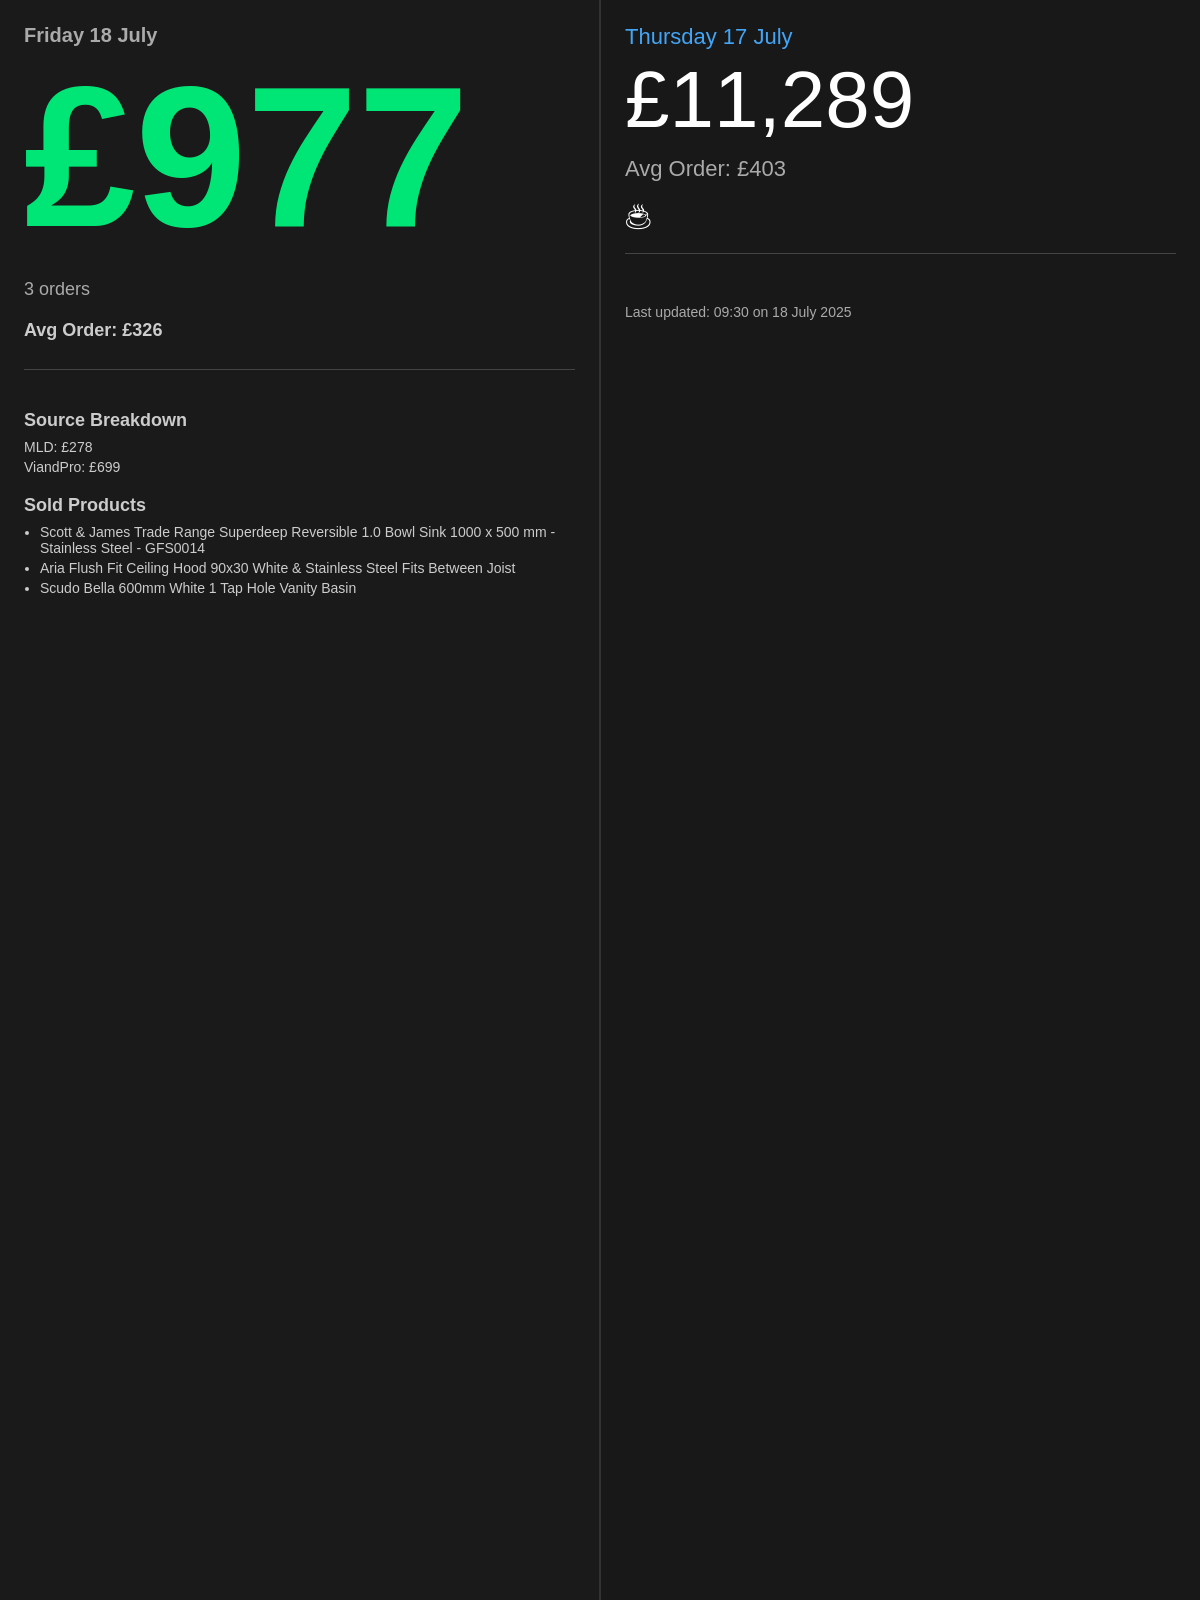 Friday 18 July
£977
3 orders
Avg Order: £326
Source Breakdown
MLD: £278
ViandPro: £699
Sold Products
• Scott & James Trade Range Superdeep Reversible 1.0 Bowl Sink 1000 x 500 mm -
Stainless Steel - GFS0014
• Aria Flush Fit Ceiling Hood 90x30 White & Stainless Steel Fits Between Joist
• Scudo Bella 600mm White 1 Tap Hole Vanity Basin
Thursday 17 July
£11,289
Avg Order: £403
☕
Last updated: 09:30 on 18 July 2025